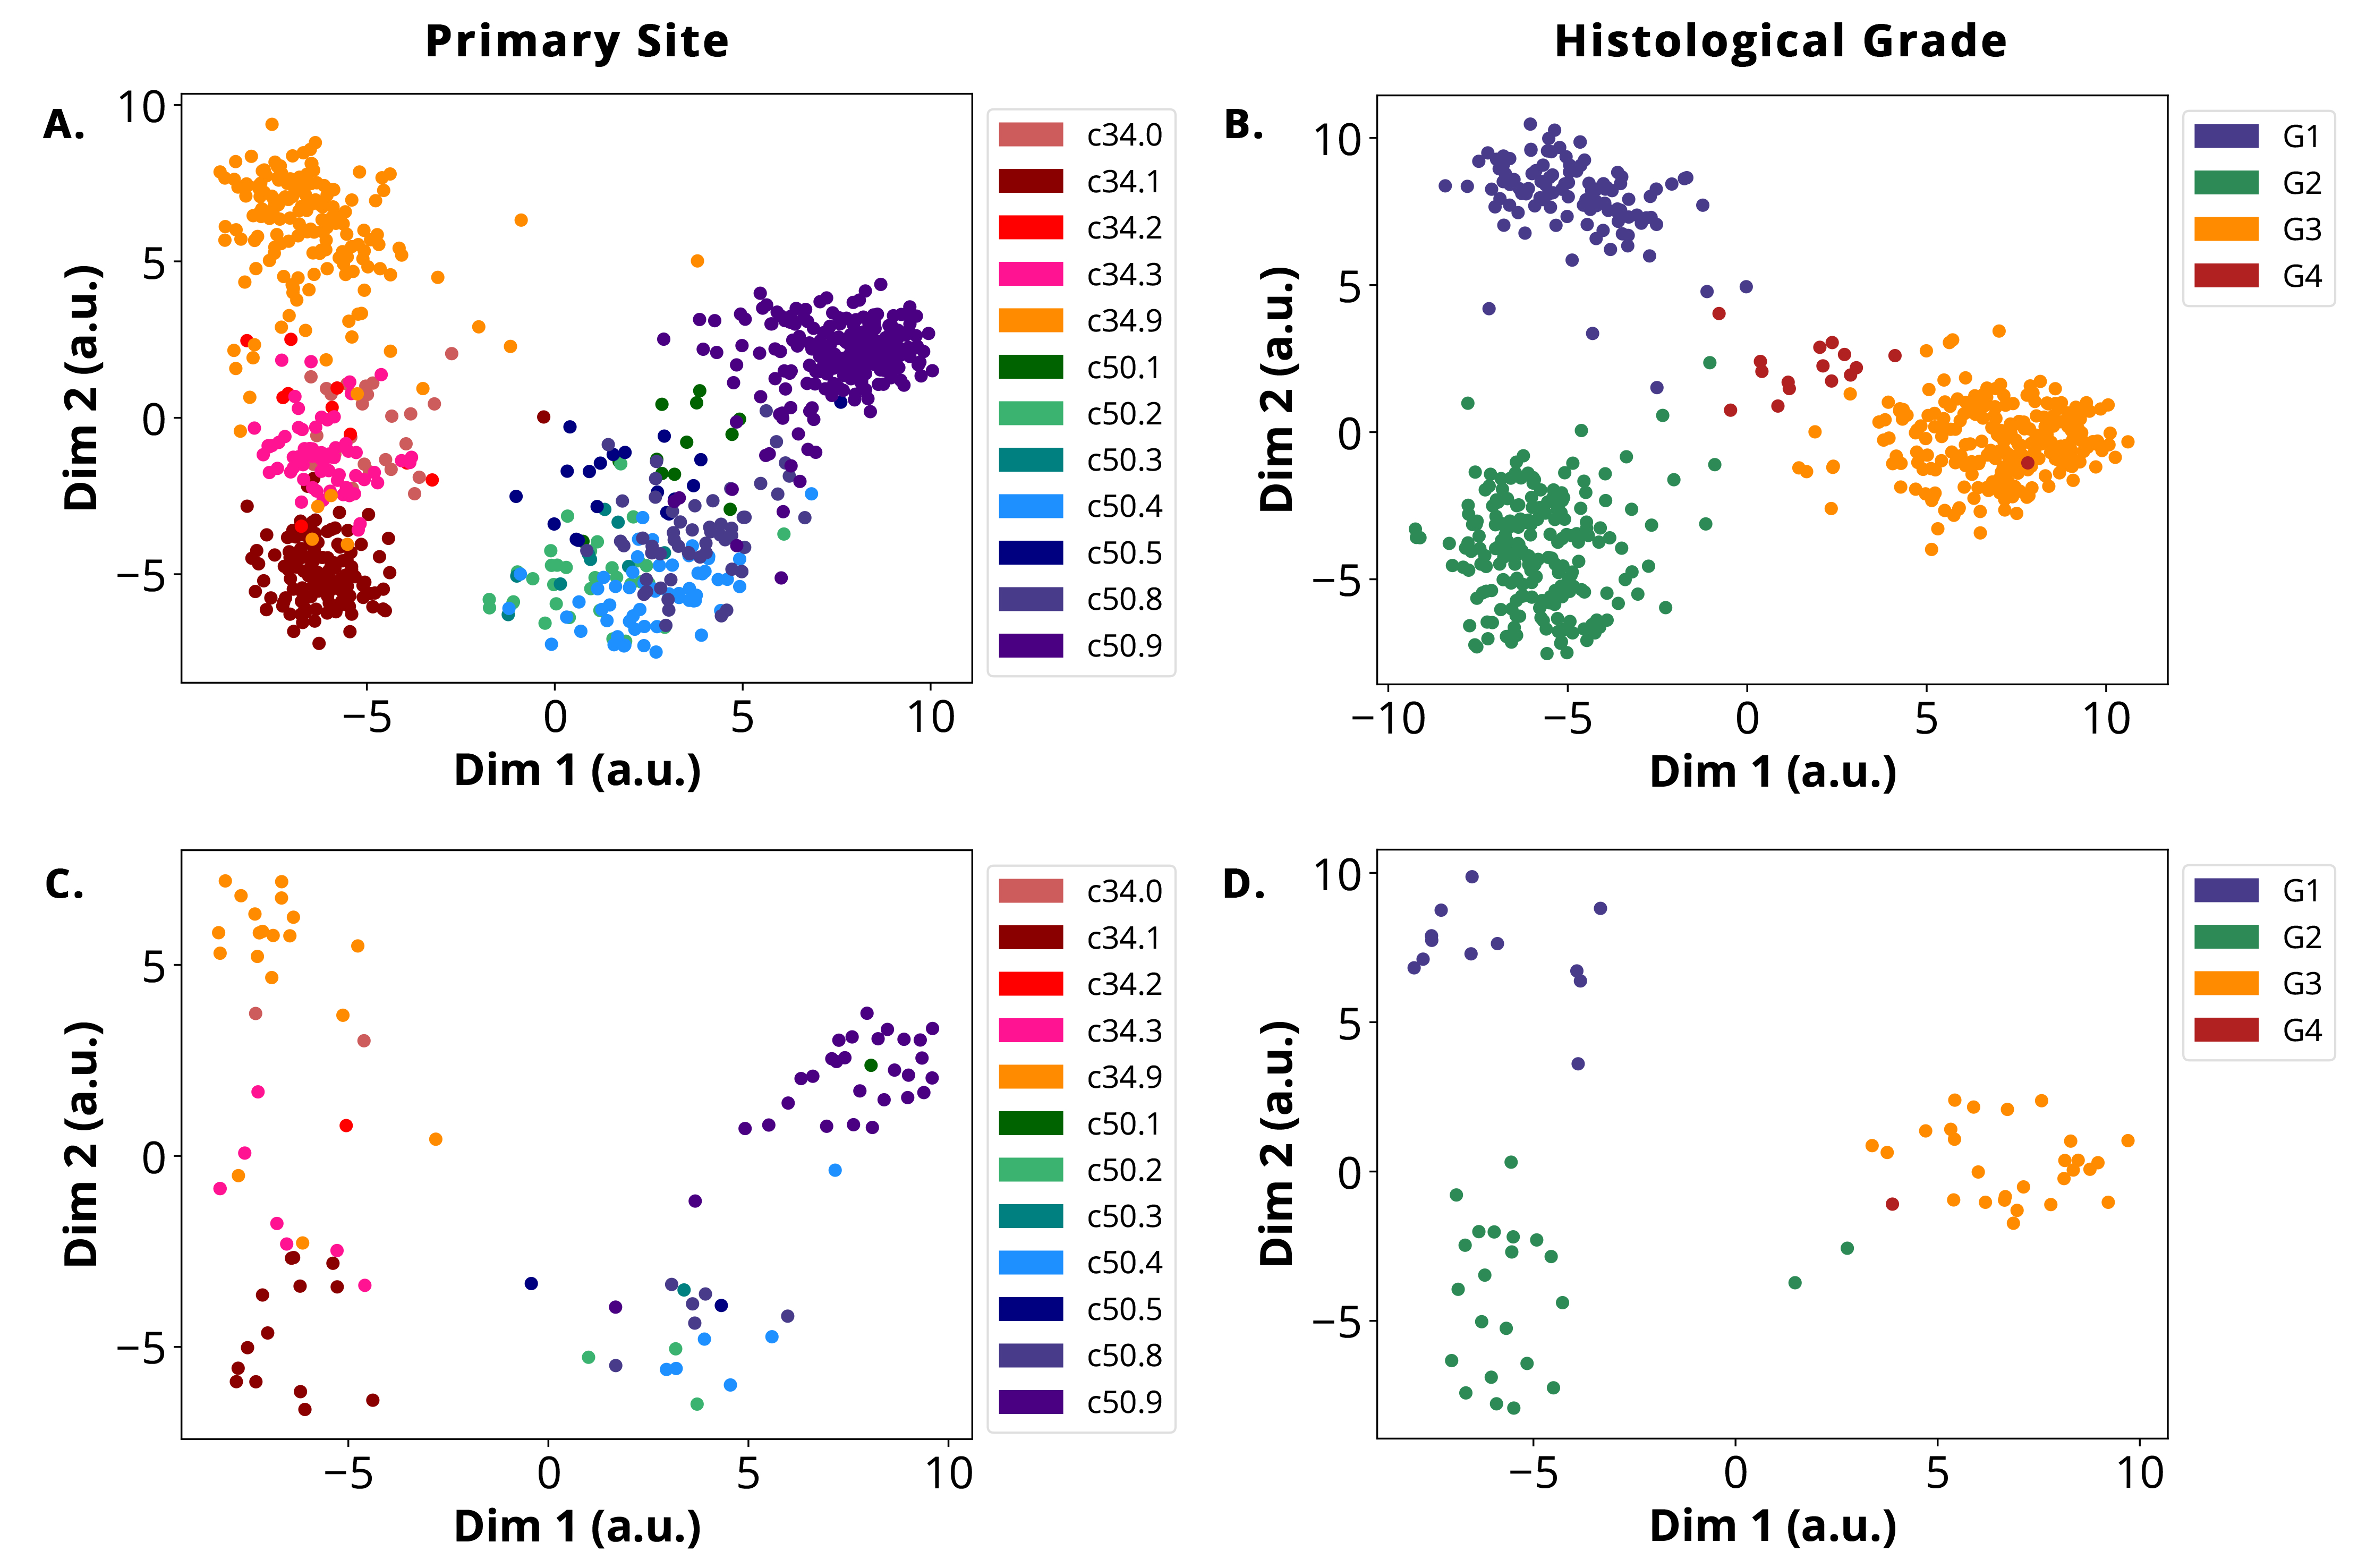 Primary Site
Histological Grade
A.
10
5
0
−5
Dim 2 (a.u.)
−5
0
5
10
Dim 1 (a.u.)
c34.0
c34.1
c34.2
c34.3
c34.9
c50.1
c50.2
c50.3
c50.4
c50.5
c50.8
c50.9
B.
10
5
0
−5
Dim 2 (a.u.)
−10
−5
0
5
10
Dim 1 (a.u.)
G1
G2
G3
G4
C.
5
0
−5
Dim 2 (a.u.)
−5
0
5
10
Dim 1 (a.u.)
c34.0
c34.1
c34.2
c34.3
c34.9
c50.1
c50.2
c50.3
c50.4
c50.5
c50.8
c50.9
D.
10
5
0
−5
Dim 2 (a.u.)
−5
0
5
10
Dim 1 (a.u.)
G1
G2
G3
G4